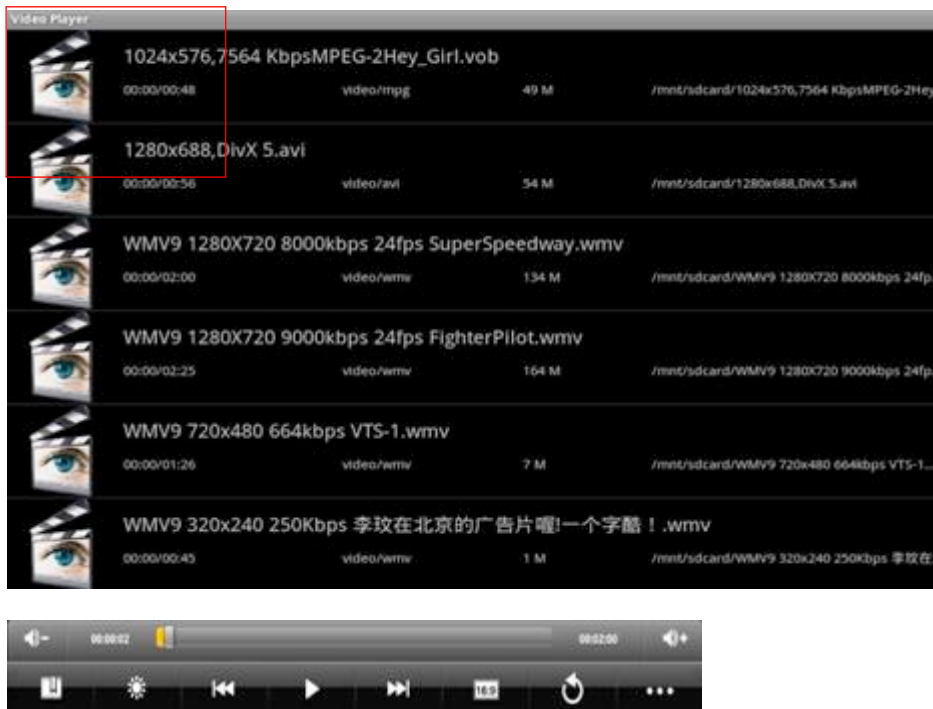 Video Player
1024x576,7564 KbpsMPEG-2Hey_Girl.vob
00:00/00:48 video/mpg 49 M /mnt/sdcard/1024x576,7564 KbpsMPEG-2Hey
1280x688,DivX 5.avi
00:00/00:56 video/avi 54 M /mnt/sdcard/1280x688,DivX 5.avi
WMV9 1280X720 8000kbps 24fps SuperSpeedway.wmv
00:00/02:00 video/wmv 134 M /mnt/sdcard/WMV9 1280X720 8000kbps 24fp.
WMV9 1280X720 9000kbps 24fps FighterPilot.wmv
00:00/02:25 video/wmv 164 M /mnt/sdcard/WMV9 1280X720 9000kbps 24fp.
WMV9 720x480 664kbps VTS-1.wmv
00:00/01:26 video/wmv 7 M /mnt/sdcard/WMV9 720x480 664kbps VTS-1...
WMV9 320x240 250Kbps 李玟在北京的广告片喔!一个字酷！.wmv
00:00/00:45 video/wmv 1 M /mnt/sdcard/WMV9 320x240 250Kbps 李玟在
00:00:02 00:02:00
16:9